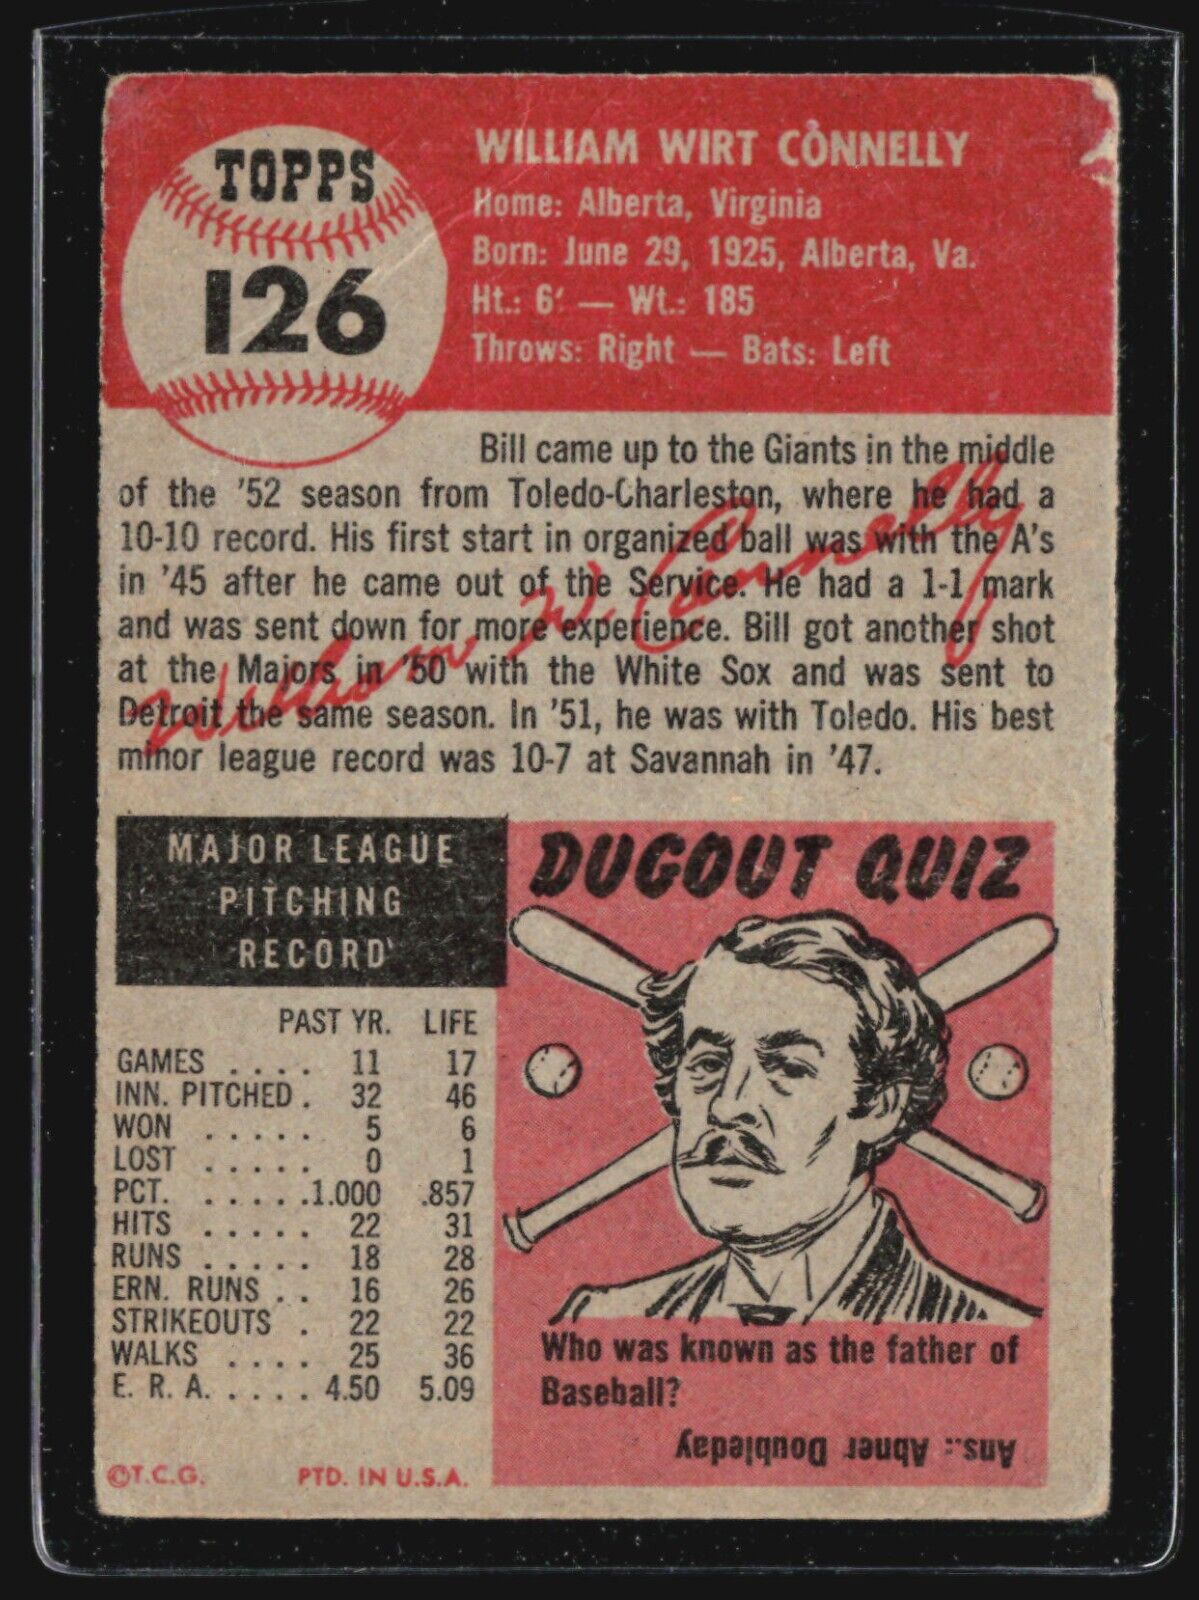 TOPPS
126
WILLIAM WIRT CONNELLY
Home: Alberta, Virginia
Born: June 29, 1925, Alberta, Va.
Ht.: 6' — Wt.: 185
Throws: Right — Bats: Left
Bill came up to the Giants in the middle
of the '52 season from Toledo-Charleston, where he had a
10-10 record. His first start in organized ball was with the A's
in '45 after he came out of the Service. He had a 1-1 mark
and was sent down for more experience. Bill got another shot
at the Majors in '50 with the White Sox and was sent to
Detroit the same season. In '51, he was with Toledo. His best
minor league record was 10-7 at Savannah in '47.
William W. Connelly
MAJOR LEAGUE
PITCHING
RECORD
PAST YR. LIFE
GAMES . . . . 11 17
INN. PITCHED . 32 46
WON . . . . . 5 6
LOST . . . . . 0 1
PCT. . . . . . 1.000 .857
HITS . . . . . 22 31
RUNS . . . . . 18 28
ERN. RUNS . . 16 26
STRIKEOUTS . 22 22
WALKS . . . . 25 36
E. R. A. . . . . 4.50 5.09
©T.C.G. PTD. IN U.S.A.
DUGOUT QUIZ
Who was known as the father of
Baseball?
Ans.: Abner Doubleday